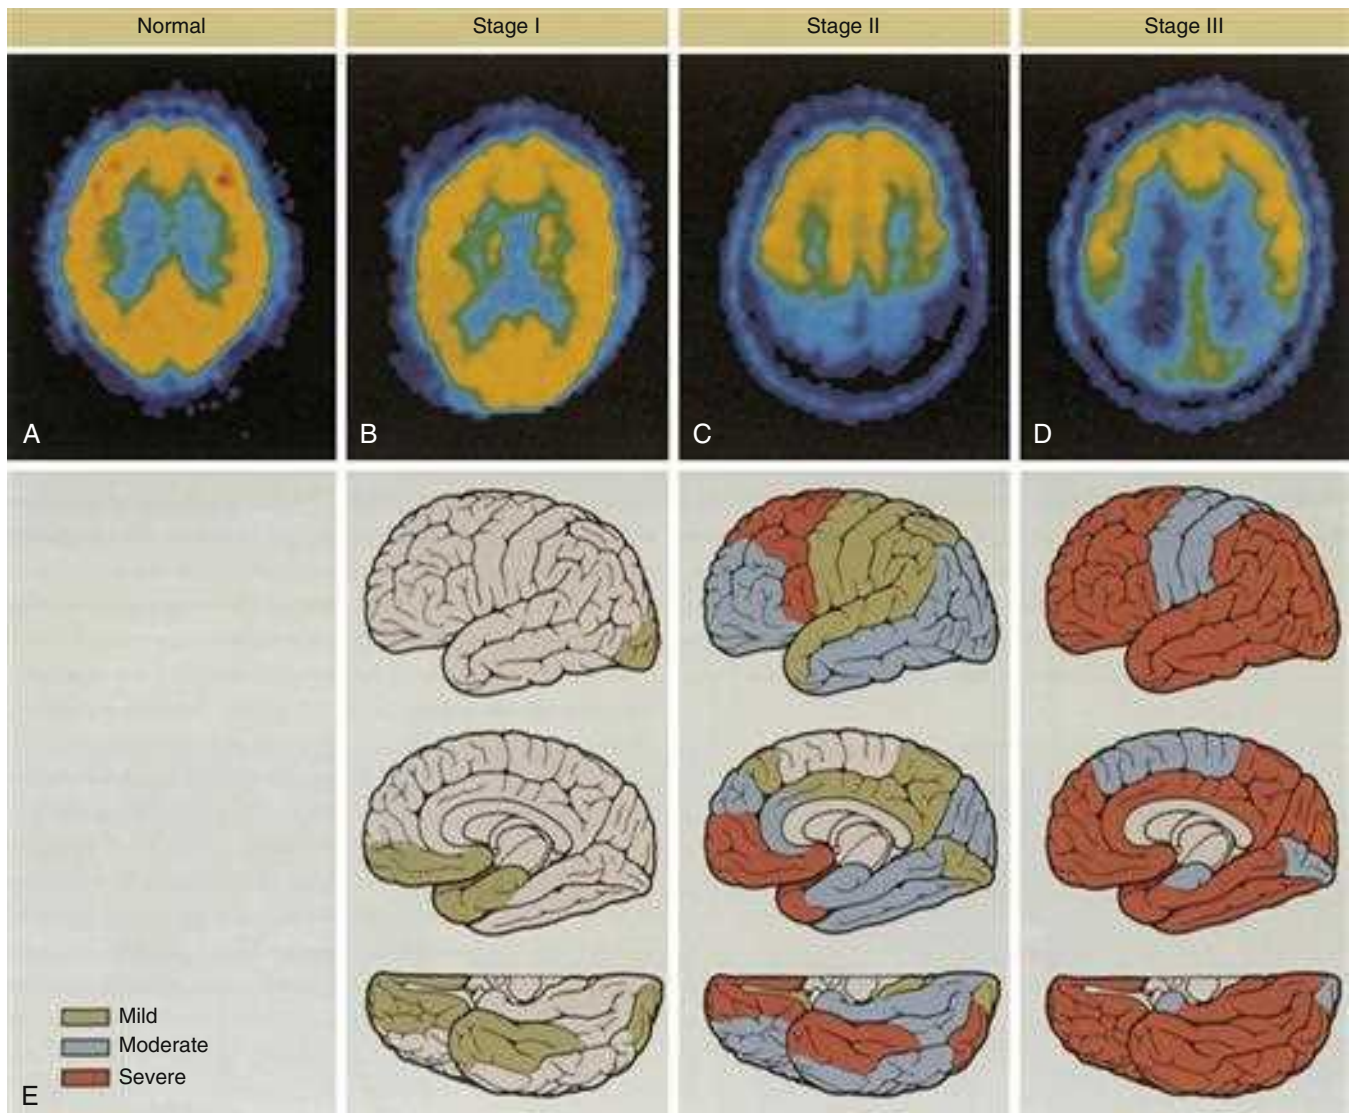 Normal
Stage I
Stage II
Stage III
A
B
C
D
Mild
Moderate
Severe
E